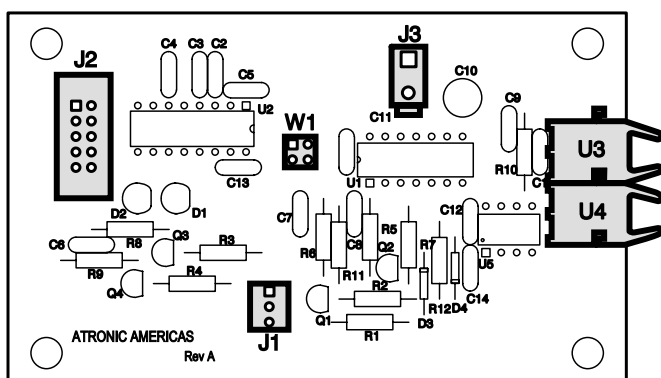 J2
C4
C3
C2
C5
U2
J3
C10
C11
W1
C9
R10
C1
U3
U4
C13
U1
D2
D1
C7
C12
R8
Q3
C6
R9
R3
R4
Q4
R6
R11
C8
R5
Q2
R7
U5
C14
R2
Q1
R1
D3
R12
D4
J1
ATRONIC AMERICAS
Rev A